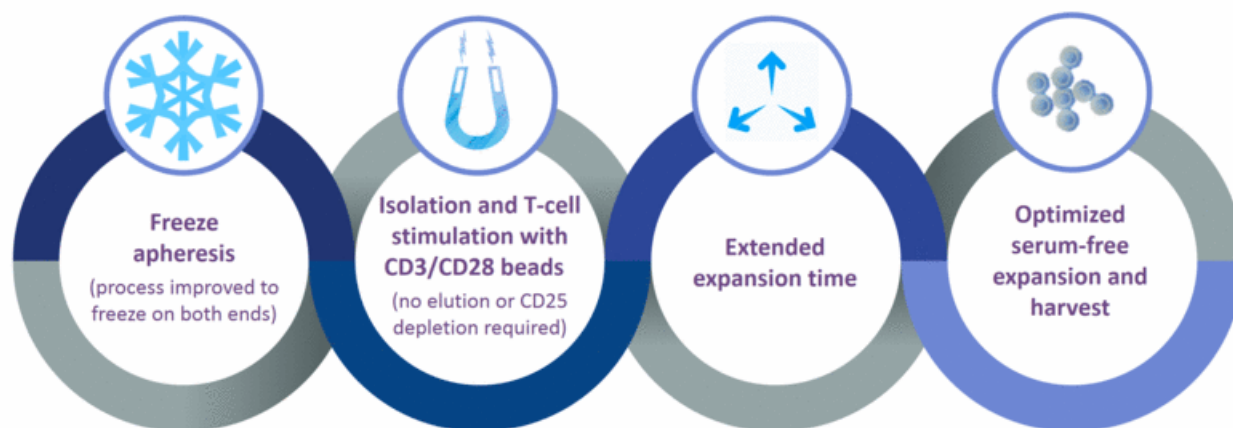 Freeze
apheresis
(process improved to
freeze on both ends)
Isolation and T-cell
stimulation with
CD3/CD28 beads
(no elution or CD25
depletion required)
Extended
expansion time
Optimized
serum-free
expansion and
harvest